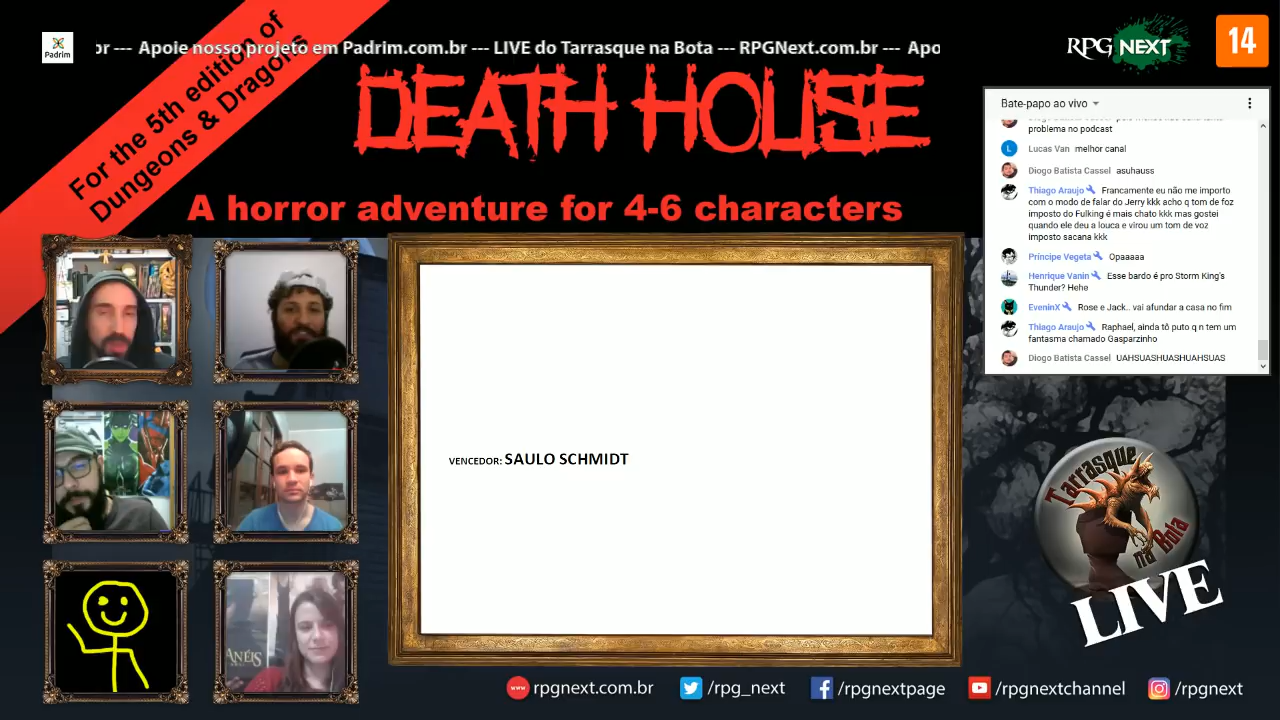 Padrim
br --- Apoie nosso projeto em Padrim.com.br --- LIVE do Tarrasque na Bota --- RPGNext.com.br --- Apo
RPG NEXT
14
For the 5th edition of
Dungeons & Dragons
DEATH HOUSE
A horror adventure for 4-6 characters
Bate-papo ao vivo
problema no podcast
Lucas Van melhor canal
Diogo Batista Cassel asuhauss
Thiago Araujo Francamente eu não me importo
com o modo de falar do Jerry kkk acho q tom de foz
imposto do Fulking é mais chato kkk mas gostei
quando ele deu a louca e virou um tom de voz
imposto sacana kkk
Príncipe Vegeta Opaaaaa
Henrique Vanin Esse bardo é pro Storm King's
Thunder? Hehe
EveninX Rose e Jack.. vai afundar a casa no fim
Thiago Araujo Raphael, ainda tô puto q n tem um
fantasma chamado Gasparzinho
Diogo Batista Cassel UAHSUASHUASHUAHSUAS
VENCEDOR: SAULO SCHMIDT
ANÉIS
Tarrasque
na Bota
LIVE
www rpgnext.com.br
/rpg_next
/rpgnextpage
/rpgnextchannel
/rpgnext